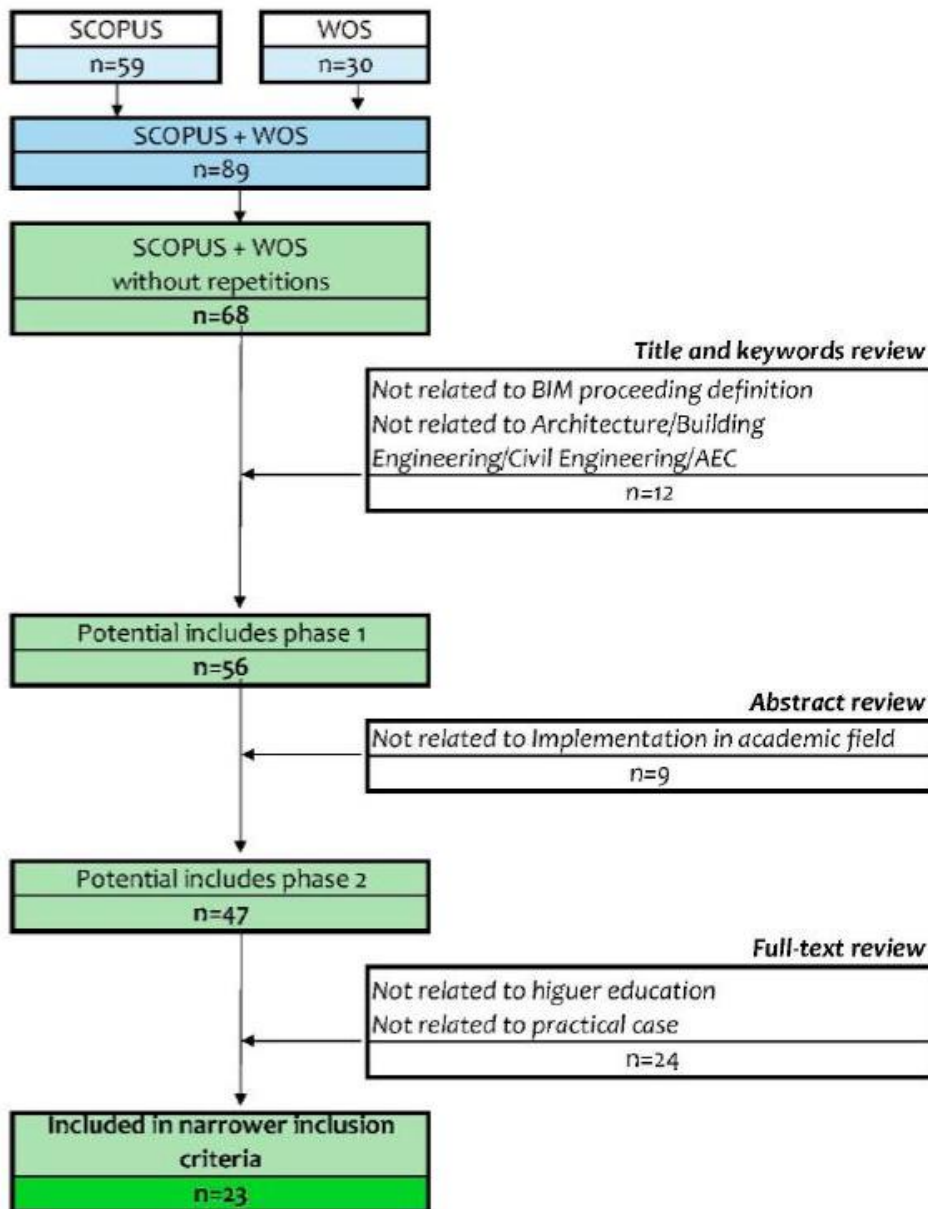 SCOPUS
n=59
WOS
n=30
SCOPUS + WOS
n=89
SCOPUS + WOS
without repetitions
n=68
Title and keywords review
Not related to BIM proceeding definition
Not related to Architecture/Building
Engineering/Civil Engineering/AEC
n=12
Potential includes phase 1
n=56
Abstract review
Not related to Implementation in academic field
n=9
Potential includes phase 2
n=47
Full-text review
Not related to higuer education
Not related to practical case
n=24
Included in narrower inclusion
criteria
n=23